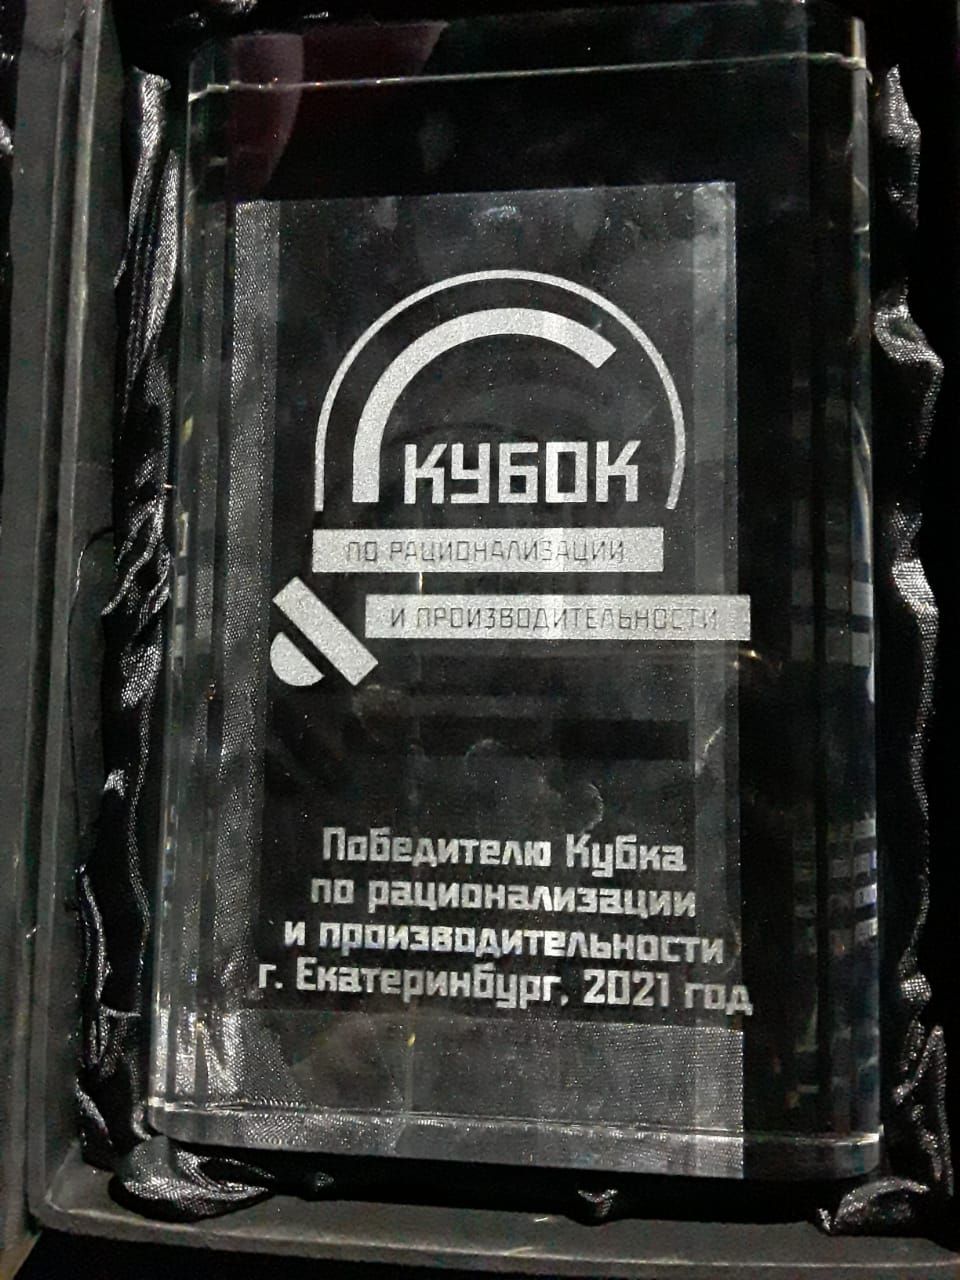 КУБОК
ПО РАЦИОНАЛИЗАЦИИ
И ПРОИЗВОДИТЕЛЬНОСТИ
Победителю Кубка
по рационализации
и производительности
г. Екатеринбург, 2021 год